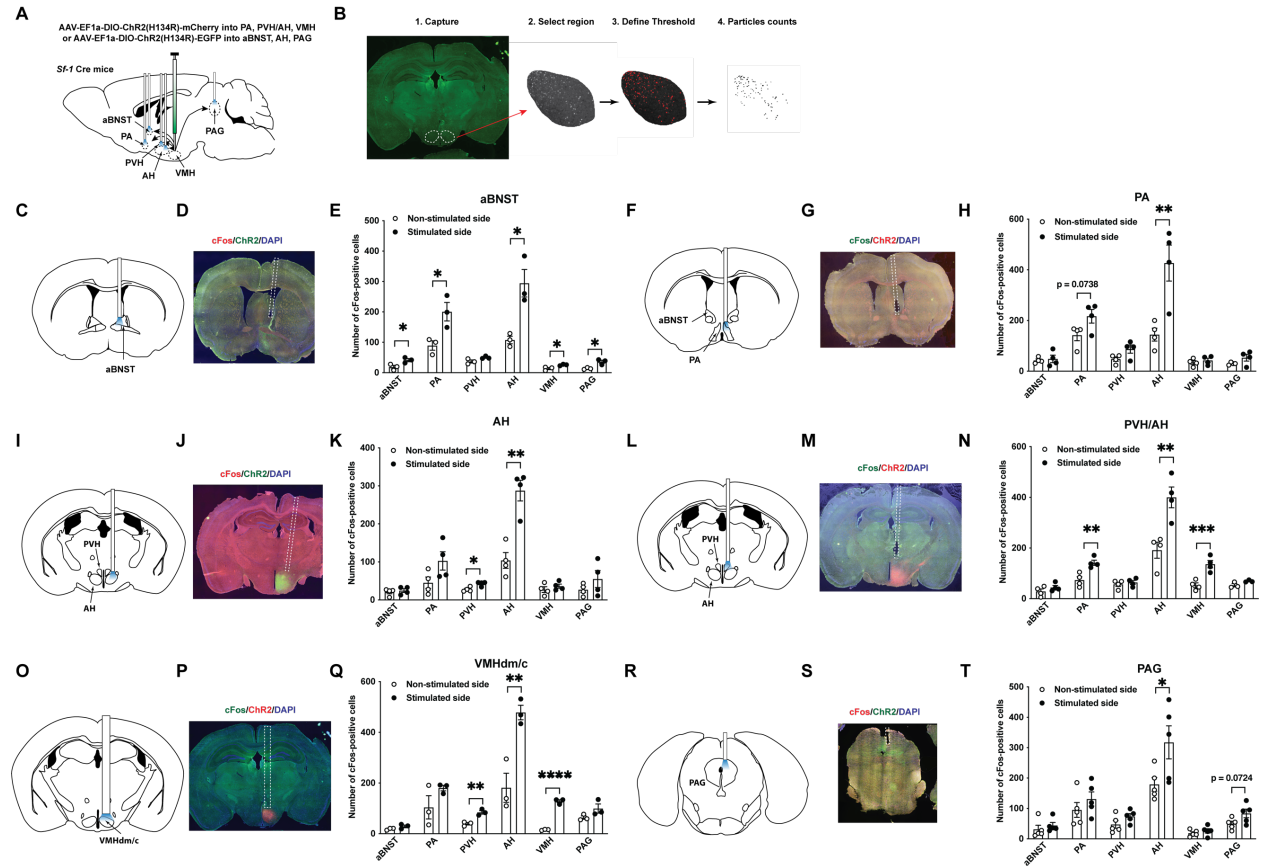 A
AAV-EF1a-DIO-ChR2(H134R)-mCherry into PA, PVH/AH, VMH
or AAV-EF1a-DIO-ChR2(H134R)-EGFP into aBNST, AH, PAG
Sf-1 Cre mice
aBNST
PA
PVH
AH
VMH
PAG
B
1. Capture
2. Select region
3. Define Threshold
4. Particles counts
C
aBNST
D
cFos/ChR2/DAPI
E
aBNST
Number of cFos-positive cells
500
400
300
200
100
0
Non-stimulated side
Stimulated side
*
*
*
*
*
aBNST
PA
PVH
AH
VMH
PAG
F
aBNST
PA
G
cFos/ChR2/DAPI
H
PA
Number of cFos-positive cells
600
400
200
0
Non-stimulated side
Stimulated side
p = 0.0738
**
aBNST
PA
PVH
AH
VMH
PAG
I
PVH
AH
J
cFos/ChR2/DAPI
K
AH
Number of cFos-positive cells
400
300
200
100
0
Non-stimulated side
Stimulated side
*
**
aBNST
PA
PVH
AH
VMH
PAG
L
PVH
AH
M
cFos/ChR2/DAPI
N
PVH/AH
Number of cFos-positive cells
600
400
200
0
Non-stimulated side
Stimulated side
**
**
***
aBNST
PA
PVH
AH
VMH
PAG
O
VMHdm/c
P
cFos/ChR2/DAPI
Q
VMHdm/c
Number of cFos-positive cells
600
400
200
0
Non-stimulated side
Stimulated side
**
**
****
aBNST
PA
PVH
AH
VMH
PAG
R
PAG
S
cFos/ChR2/DAPI
T
PAG
Number of cFos-positive cells
500
400
300
200
100
0
Non-stimulated side
Stimulated side
*
p = 0.0724
aBNST
PA
PVH
AH
VMH
PAG